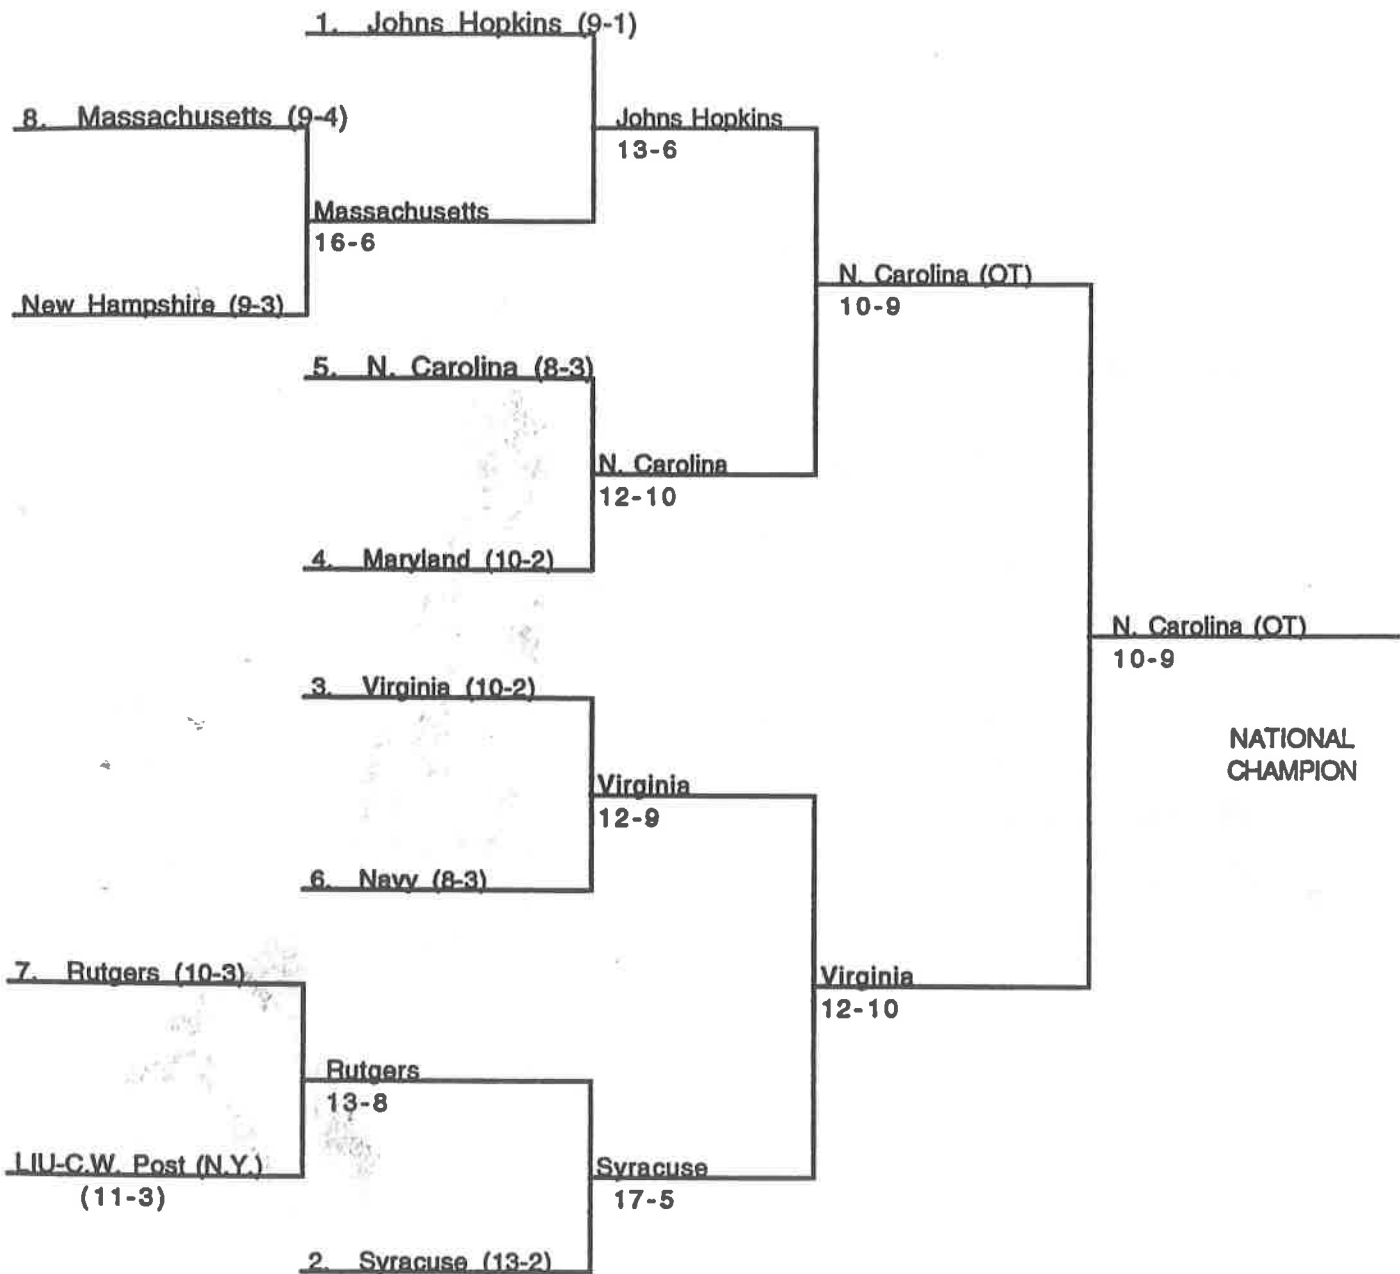 1. Johns Hopkins (9-1)
8. Massachusetts (9-4)
Johns Hopkins
13-6
Massachusetts
16-6
N. Carolina (OT)
10-9
New Hampshire (9-3)
5. N. Carolina (8-3)
N. Carolina
12-10
4. Maryland (10-2)
N. Carolina (OT)
10-9
3. Virginia (10-2)
NATIONAL
CHAMPION
Virginia
12-9
6. Navy (8-3)
7. Rutgers (10-3)
Virginia
12-10
Rutgers
13-8
LIU-C.W. Post (N.Y.)
(11-3)
Syracuse
17-5
2. Syracuse (13-2)